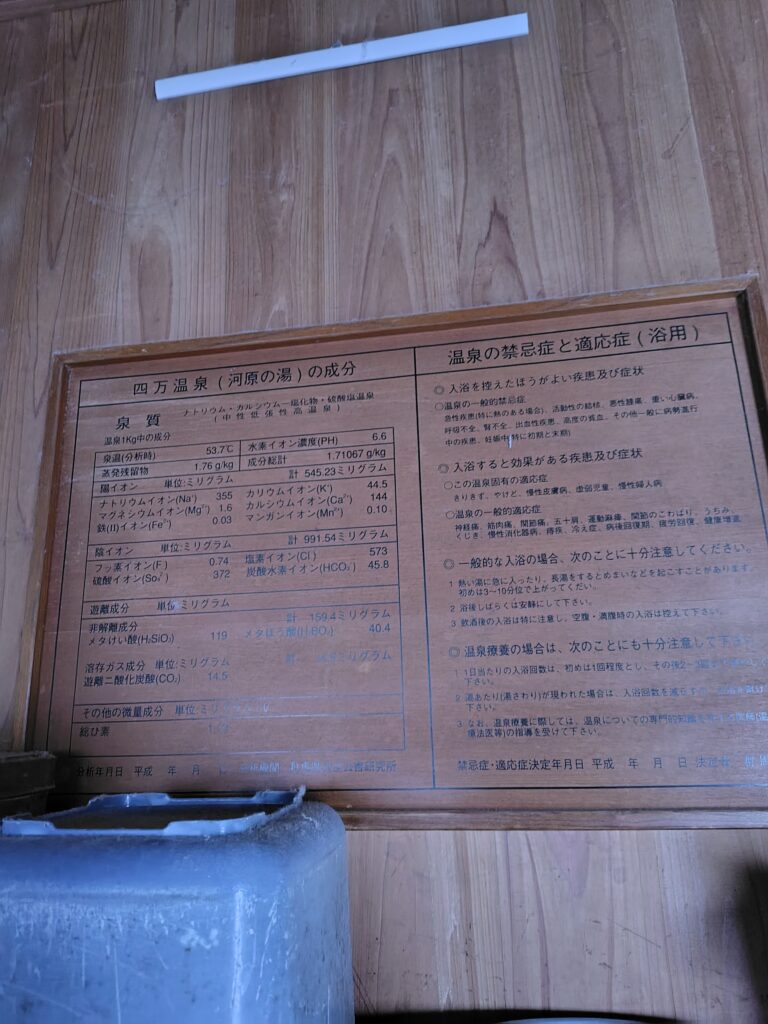 四万温泉(河原の湯)の成分
泉質 ナトリウム・カルシウム—塩化物・硫酸塩温泉
(中性低張性高温泉)
温泉1Kg中の成分
泉温(分析時) 53.7℃ 水素イオン濃度(PH) 6.6
蒸発残留物 1.76 g/kg 成分総計 1.71067 g/kg
陽イオン 単位:ミリグラム 計 545.23ミリグラム
ナトリウムイオン(Na⁺) 355 カリウムイオン(K⁺) 44.5
マグネシウムイオン(Mg²⁺) 1.6 カルシウムイオン(Ca²⁺) 144
鉄(II)イオン(Fe²⁺) 0.03 マンガンイオン(Mn²⁺) 0.10
陰イオン 単位:ミリグラム 計 991.54ミリグラム
フッ素イオン(F⁻) 0.74 塩素イオン(Cl⁻) 573
硫酸イオン(So₄²⁻) 372 炭酸水素イオン(HCO₃⁻) 45.8
遊離成分 単位:ミリグラム
非解離成分 計 159.4ミリグラム
メタけい酸(H₂SiO₃) 119 メタほう酸(HBO₂) 40.4
溶存ガス成分 単位:ミリグラム 計 ミリグラム
遊離二酸化炭酸(CO₂) 14.5
その他の微量成分 単位:ミリグラム
総ひ素
分析年月日 平成 年 月 日 分析機関
温泉の禁忌症と適応症(浴用)
◎入浴を控えたほうがよい疾患及び症状
○温泉の一般的禁忌症
急性疾患(特に熱のある場合)、活動性の結核、悪性腫瘍、重い心臓病、
呼吸不全、腎不全、出血性疾患、高度の貧血、その他一般に病勢進行
中の疾患、妊娠中(特に初期と末期)
◎入浴すると効果がある疾患及び症状
○この温泉固有の適応症
きりきず、やけど、慢性皮膚病、虚弱児童、慢性婦人病
○温泉の一般的適応症
神経痛、筋肉痛、関節痛、五十肩、運動麻痺、関節のこわばり、うちみ、
くじき、慢性消化器病、痔疾、冷え症、病後回復期、疲労回復、健康増進
◎一般的な入浴の場合、次のことに十分注意してください。
1 熱い湯に急に入ったり、長湯をするとめまいなどを起こすことがあります。
初めは3〜10分位で上がってください。
2 浴後しばらくは安静にして下さい。
3 飲酒後の入浴は特に注意し、空腹・満腹時の入浴は控えて下さい。
◎温泉療養の場合は、次のことにも十分注意して下さい。
1 1日当たりの入浴回数は、初めは1回程度とし、その後2〜3回
下さい。
2 湯あたり(湯さわり)が現われた場合は、入浴回数を減らす
下さい。
3 なお、温泉療養に際しては、温泉についての専門的知識を
療法医等)の指導を受けて下さい。
禁忌症・適応症決定年月日 平成 年 月 日